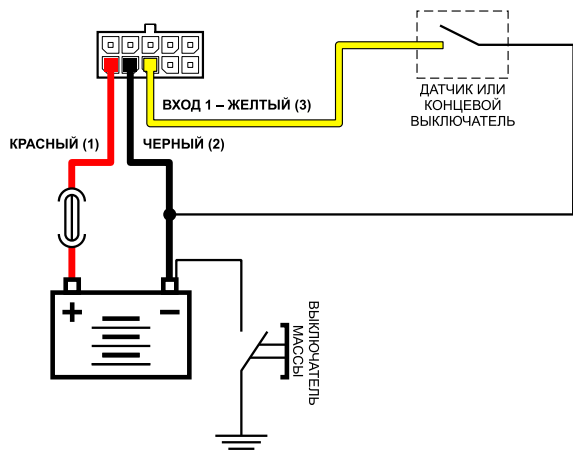 ДАТЧИК ИЛИ
КОНЦЕВОЙ
ВЫКЛЮЧАТЕЛЬ
ВХОД 1 – ЖЕЛТЫЙ (3)
КРАСНЫЙ (1)
ЧЕРНЫЙ (2)
+
–
ВЫКЛЮЧАТЕЛЬ
МАССЫ